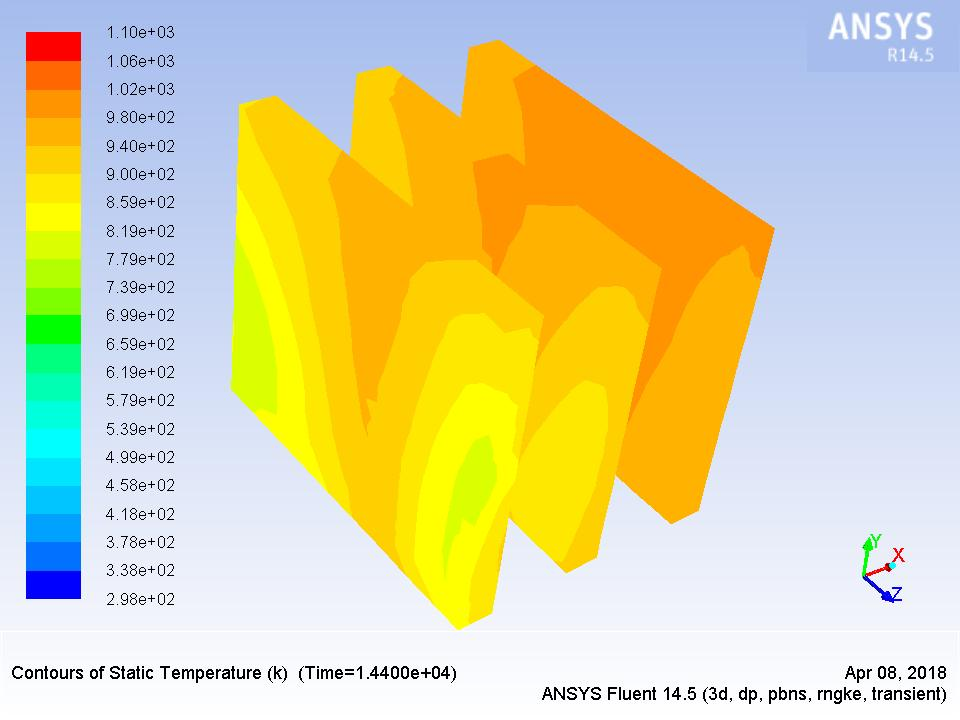 ANSYS
R14.5
1.10e+03
1.06e+03
1.02e+03
9.80e+02
9.40e+02
9.00e+02
8.59e+02
8.19e+02
7.79e+02
7.39e+02
6.99e+02
6.59e+02
6.19e+02
5.79e+02
5.39e+02
4.99e+02
4.58e+02
4.18e+02
3.78e+02
3.38e+02
2.98e+02
Y
X
Z
Contours of Static Temperature (k) (Time=1.4400e+04)
Apr 08, 2018
ANSYS Fluent 14.5 (3d, dp, pbns, rngke, transient)